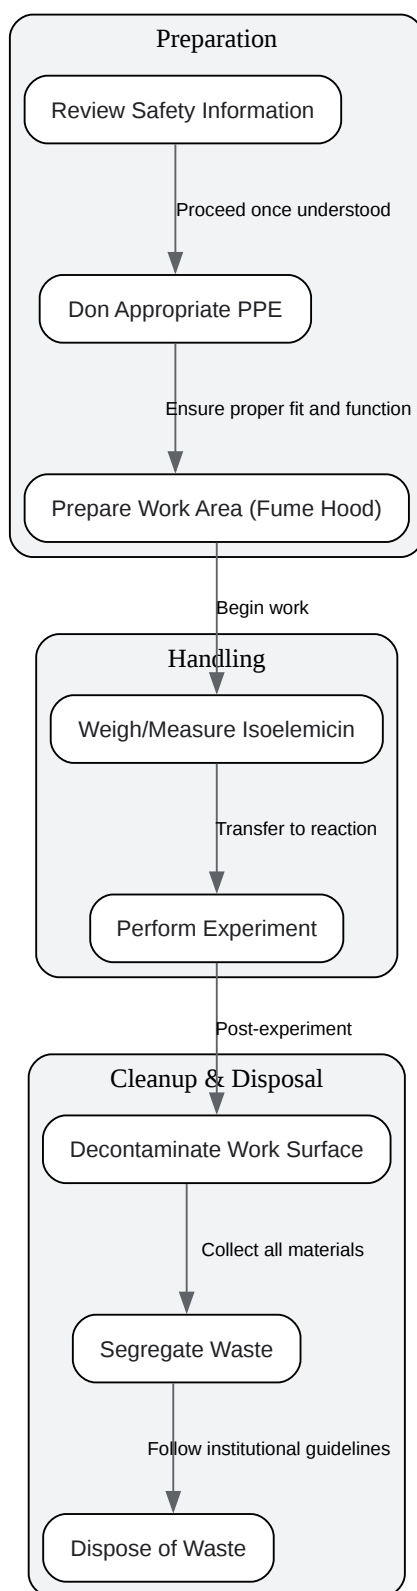 Preparation
Review Safety Information
Proceed once understood
Don Appropriate PPE
Ensure proper fit and function
Prepare Work Area (Fume Hood)
Begin work
Handling
Weigh/Measure Isoelemicin
Transfer to reaction
Perform Experiment
Post-experiment
Cleanup & Disposal
Decontaminate Work Surface
Collect all materials
Segregate Waste
Follow institutional guidelines
Dispose of Waste